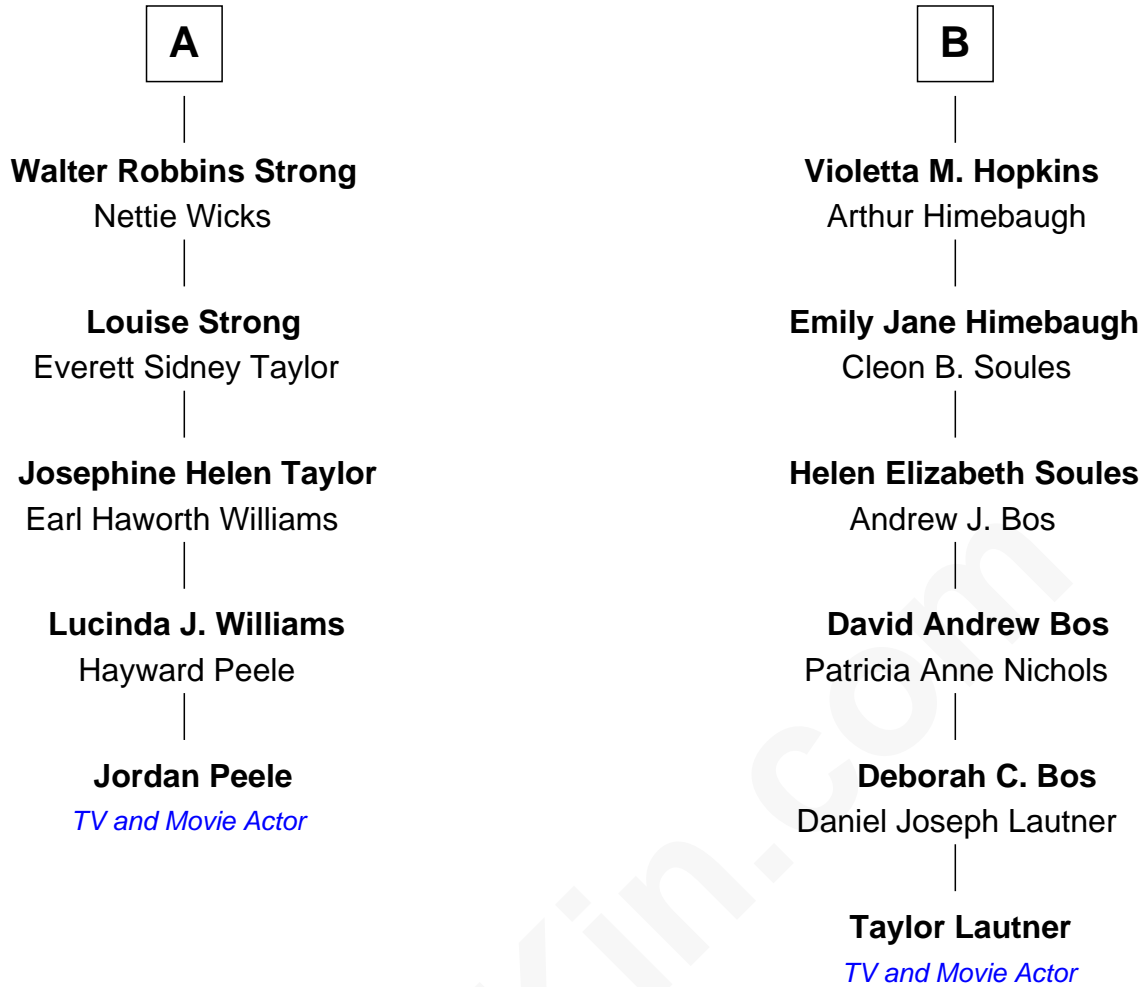 A
Walter Robbins Strong
Nettie Wicks
Louise Strong
Everett Sidney Taylor
Josephine Helen Taylor
Earl Haworth Williams
Lucinda J. Williams
Hayward Peele
Jordan Peele
TV and Movie Actor
B
Violetta M. Hopkins
Arthur Himebaugh
Emily Jane Himebaugh
Cleon B. Soules
Helen Elizabeth Soules
Andrew J. Bos
David Andrew Bos
Patricia Anne Nichols
Deborah C. Bos
Daniel Joseph Lautner
Taylor Lautner
TV and Movie Actor
Kin.com